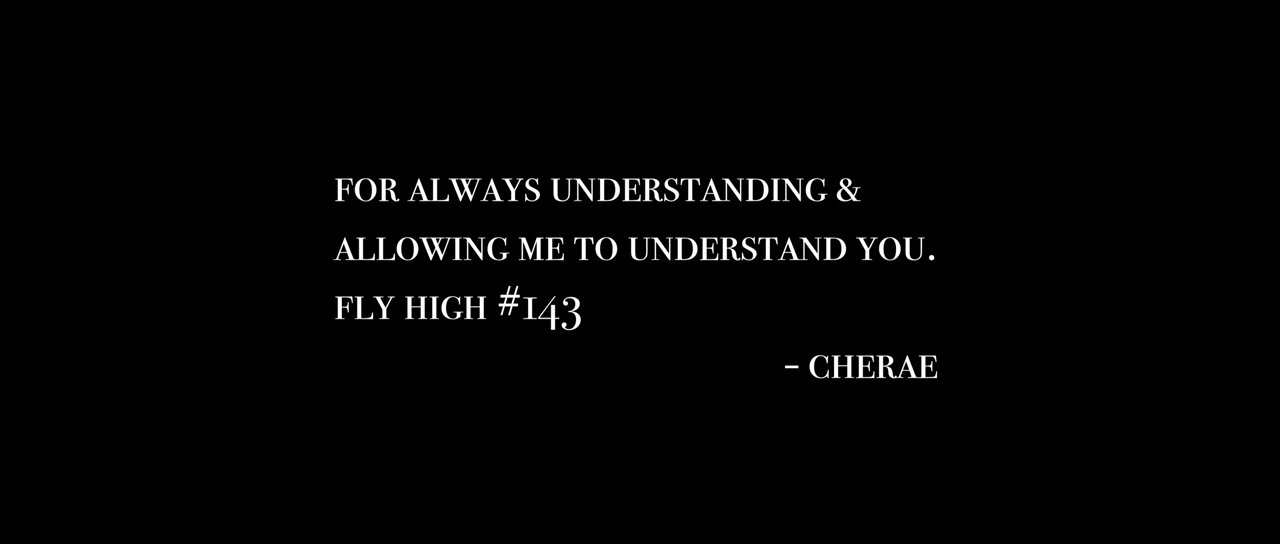 FOR ALWAYS UNDERSTANDING &
ALLOWING ME TO UNDERSTAND YOU.
FLY HIGH #143
- CHERAE